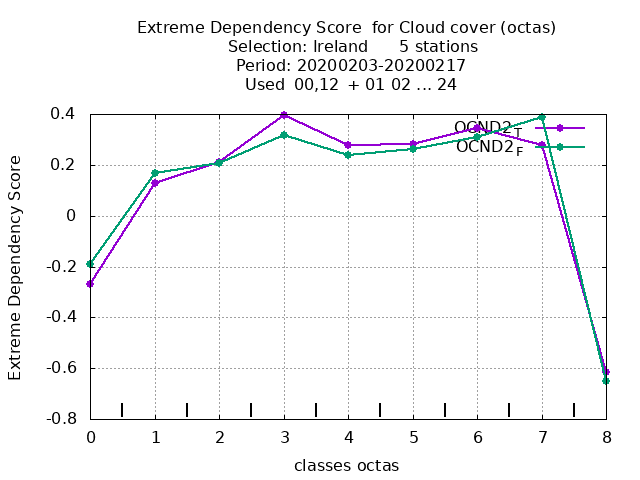 Extreme Dependency Score  for Cloud cover (octas)
Selection: Ireland      5 stations
Period: 20200203-20200217
Used  00,12  + 01 02 ... 24
Extreme Dependency Score
0.4
0.2
0
-0.2
-0.4
-0.6
-0.8
OCND2_T
OCND2_F
0 1 2 3 4 5 6 7 8
classes octas